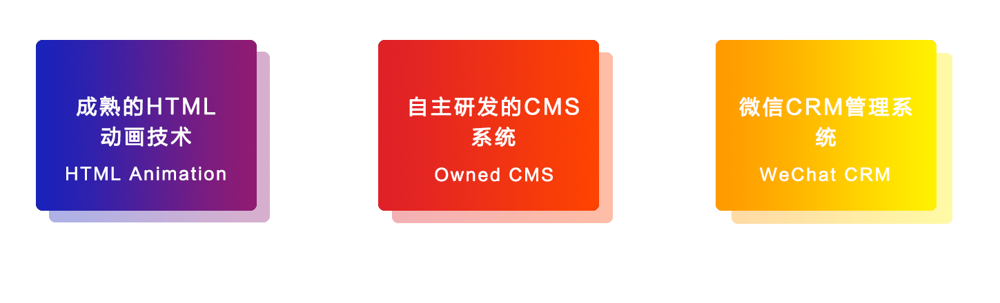 成熟的HTML
动画技术
HTML Animation
自主研发的CMS
系统
Owned CMS
微信CRM管理系
统
WeChat CRM